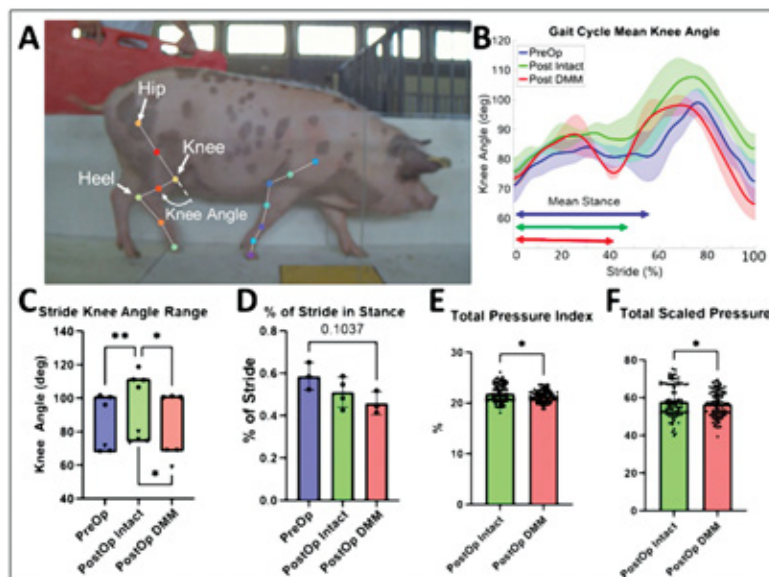 A
Hip
Knee
Heel
Knee Angle
B
Gait Cycle Mean Knee Angle
PreOp
Post Intact
Post DMM
Knee Angle (deg)
120
110
100
90
80
70
60
Mean Stance
0 20 40 60 80 100
Stride (%)
C
Stride Knee Angle Range
** *
Knee Angle (deg)
140
120
100
80
60
40
*
PreOp
PostOp Intact
PostOp DMM
D
% of Stride in Stance
0.1037
% of Stride
0.8
0.6
0.4
0.2
0.0
PreOp
PostOp Intact
PostOp DMM
E
Total Pressure Index
*
%
30
20
10
0
PostOp Intact
PostOp DMM
F
Total Scaled Pressure
*
80
60
40
20
0
PostOp Intact
PostOp DMM